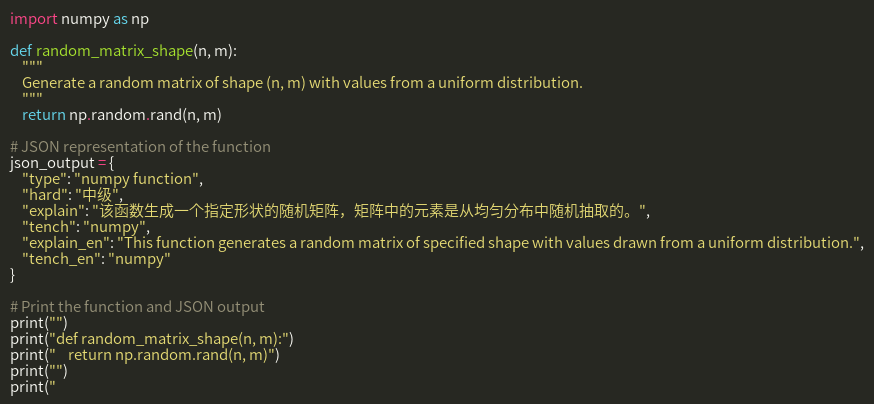 import numpy as np

def random_matrix_shape(n, m):
    """
    Generate a random matrix of shape (n, m) with values from a uniform distribution.
    """
    return np.random.rand(n, m)

# JSON representation of the function
json_output = {
    "type": "numpy function",
    "hard": "中级",
    "explain": "该函数生成一个指定形状的随机矩阵，矩阵中的元素是从均匀分布中随机抽取的。",
    "tench": "numpy",
    "explain_en": "This function generates a random matrix of specified shape with values drawn from a uniform distribution.",
    "tench_en": "numpy"
}

# Print the function and JSON output
print("")
print("def random_matrix_shape(n, m):")
print("    return np.random.rand(n, m)")
print("")
print("